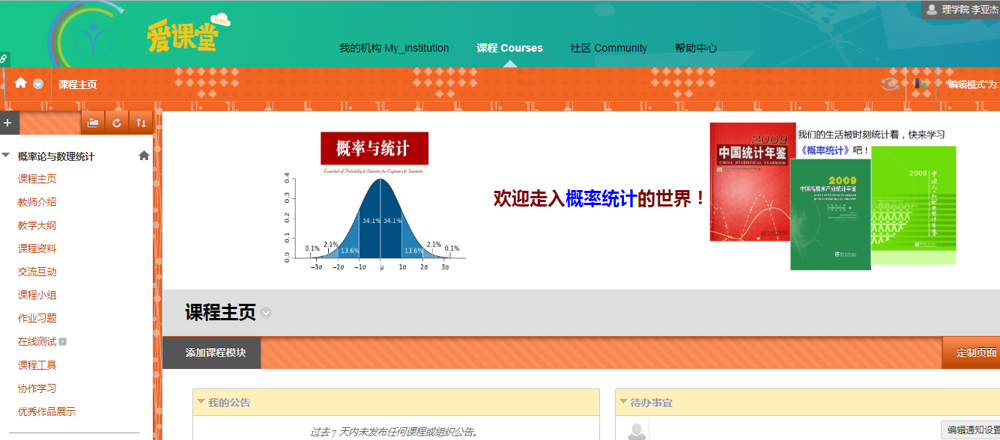 理学院 李亚杰
爱课堂
CLASS
我的机构 My_institution
课程 Courses
社区 Community
帮助中心
课程主页
编辑模式"为:
概率论与数理统计
课程主页
教师介绍
教学大纲
课程资料
交流互动
课程小组
作业习题
在线测试
课程工具
协作学习
优秀作品展示
概率与统计
Essentials of Probability & Statistics for Engineers & Scientists
0.4
0.3
0.2
0.1
0.0
0.1%
2.1%
13.6%
34.1%
34.1%
13.6%
2.1%
0.1%
−3σ
−2σ
−1σ
μ
1σ
2σ
3σ
欢迎走入概率统计的世界！
2009
中国统计年鉴
CHINA STATISTICAL YEARBOOK
我们的生活被时刻统计着，快来学习
《概率统计》吧！
2009
中国高技术产业统计年鉴
2009
中国人口和就业统计年鉴
课程主页
添加课程模块
定制页面
我的公告
过去 7 天内未发布任何课程或组织公告。
待办事宜
编辑通知设置